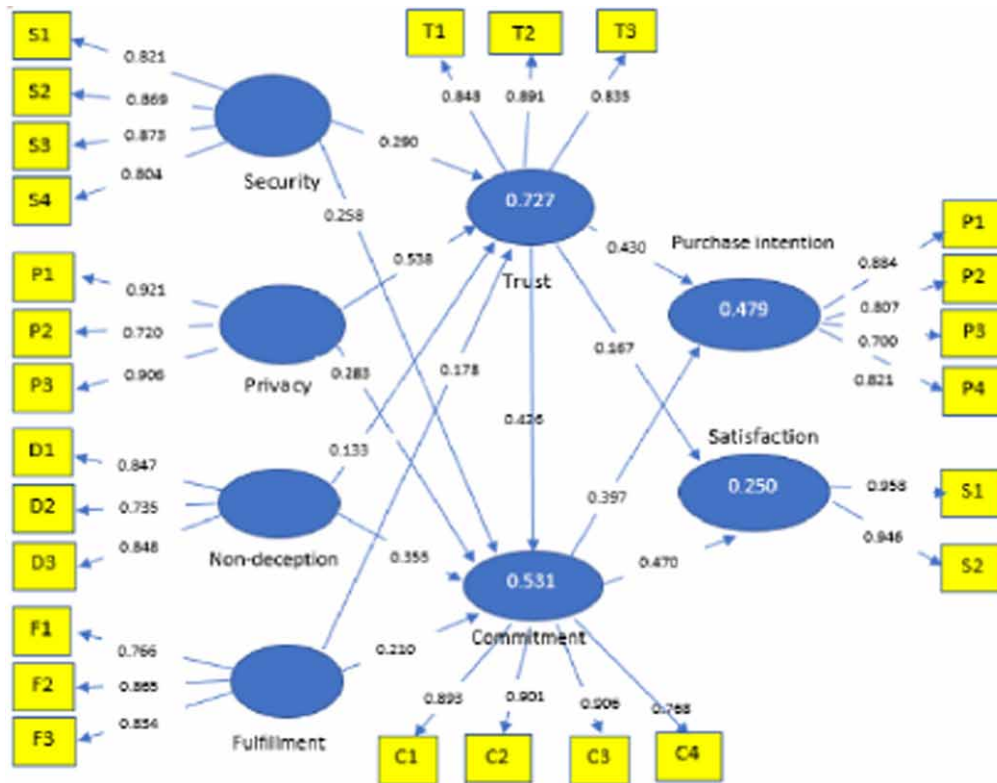 S1
0.821
S2
0.869
S3
0.873
S4
0.804
Security
T1
T2
T3
0.848
0.891
0.835
0.290
0.258
0.727
Trust
P1
0.921
P2
0.720
P3
0.906
Privacy
0.538
0.283
0.178
0.430
Purchase intention
0.479
P1
0.884
P2
0.807
P3
0.700
P4
0.821
0.167
0.426
D1
0.847
D2
0.735
D3
0.848
Non-deception
0.133
0.355
0.397
Satisfaction
0.250
0.958
S1
0.946
S2
0.531
Commitment
0.470
F1
0.766
F2
0.865
F3
0.834
Fulfillment
0.210
0.893
0.901
0.906
0.768
C1
C2
C3
C4